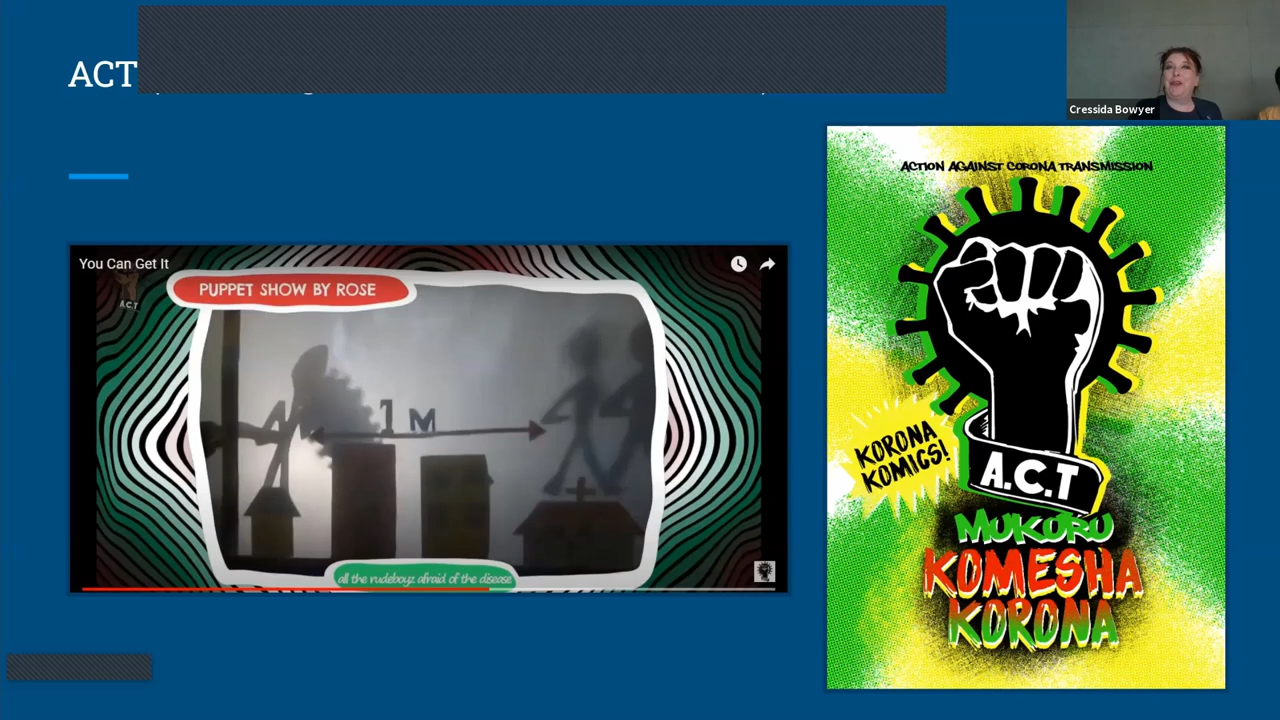 ACT
Cressida Bowyer
You Can Get It
A.C.T
PUPPET SHOW BY ROSE
1 M
all the rudeboyz afraid of the disease
ACTION AGAINST CORONA TRANSMISSION
KORONA
KOMICS!
A.C.T
MUKURU
KOMESHA
KORONA